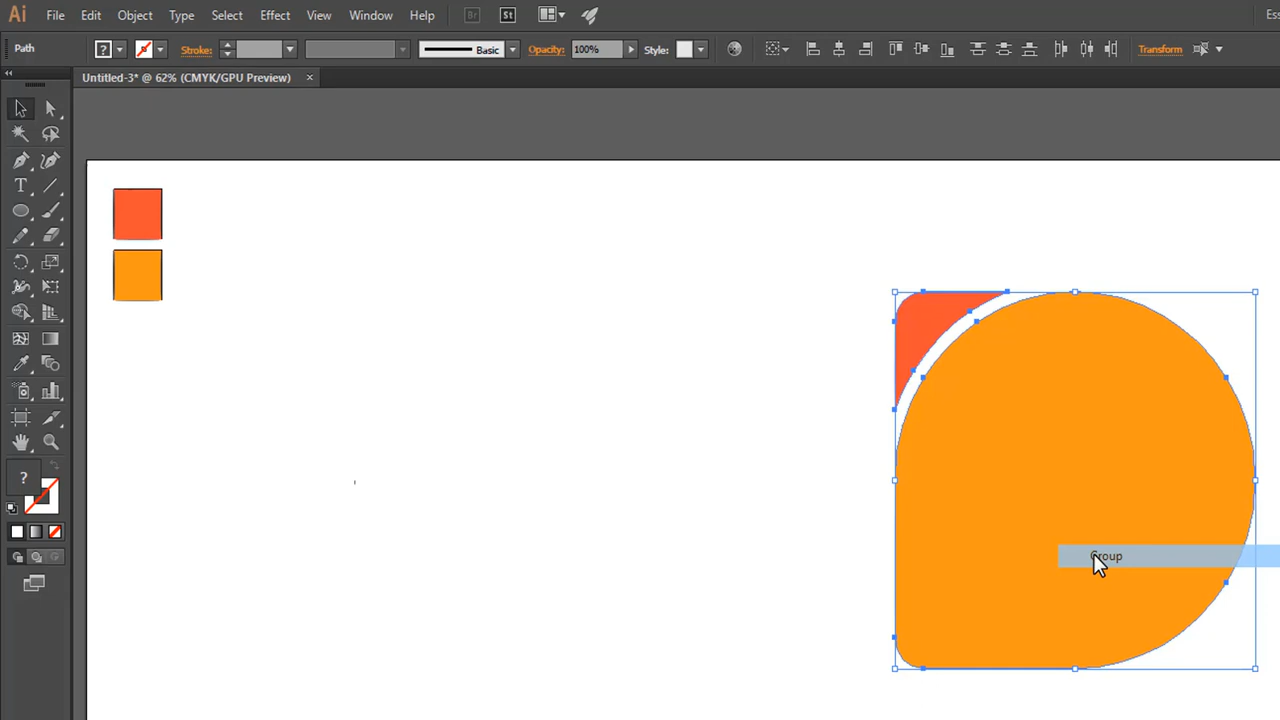 Ai File Edit Object Type Select Effect View Window Help Br St Ess
Path ? Stroke: Basic Opacity: 100% Style: Transform
Untitled-3* @ 62% (CMYK/GPU Preview) ×
T
?
Group